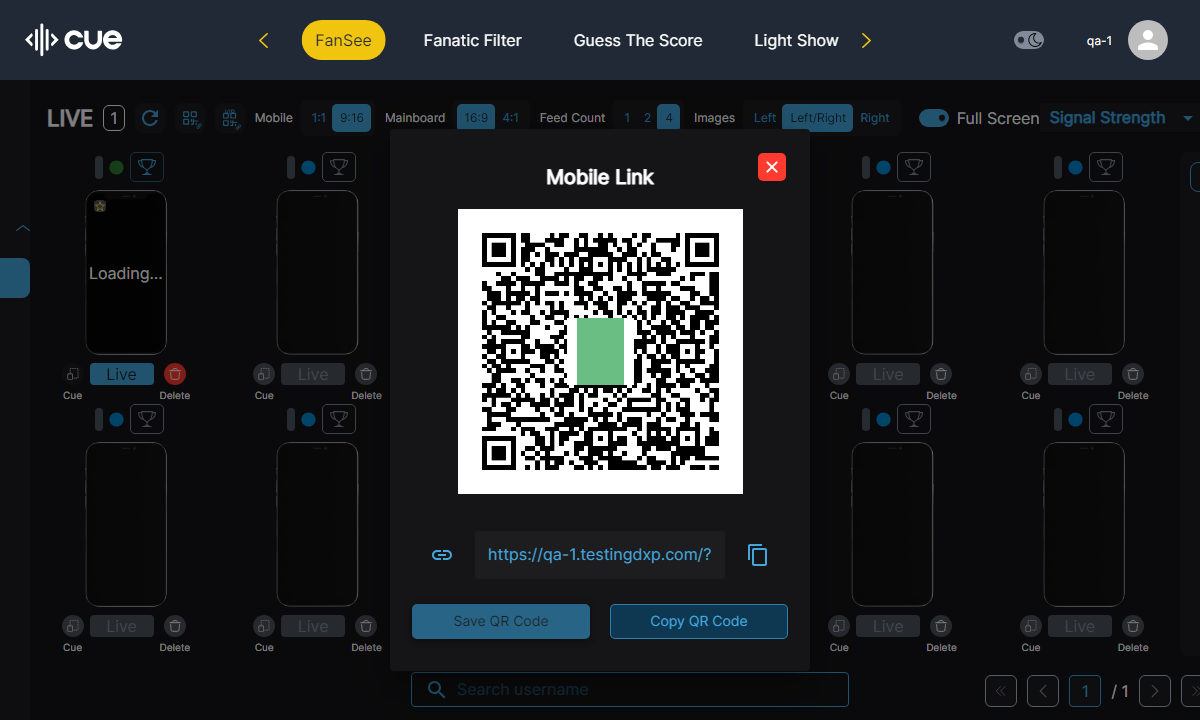 cue
FanSee
Fanatic Filter
Guess The Score
Light Show
qa-1
LIVE 1
Mobile 1:1 9:16
Mainboard 16:9 4:1
Feed Count 1 2 4
Images Left Left/Right Right
Full Screen
Signal Strength
Mobile Link
Loading...
Live
Live
Live
Live
Cue Delete
Cue Delete
Cue Delete
Cue Delete
https://qa-1.testingdxp.com/?
Save QR Code
Copy QR Code
Live
Live
Live
Live
Cue Delete
Cue Delete
Cue Delete
Cue Delete
Search username
1 / 1